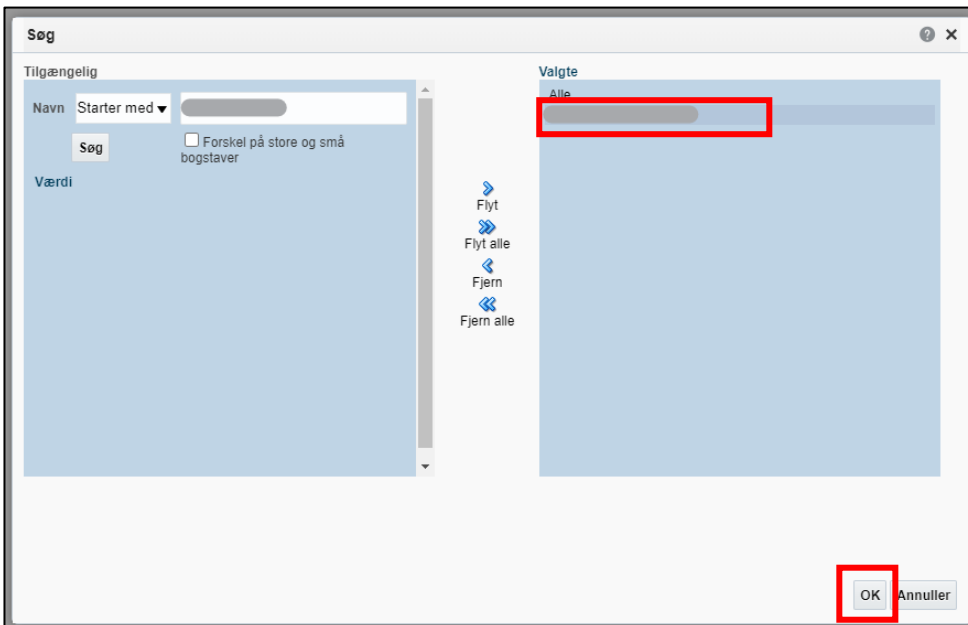 Søg
Tilgængelig
Navn Starter med
Søg
Forskel på store og små
bogstaver
Værdi
Flyt
Flyt alle
Fjern
Fjern alle
Valgte
Alle
OK Annuller